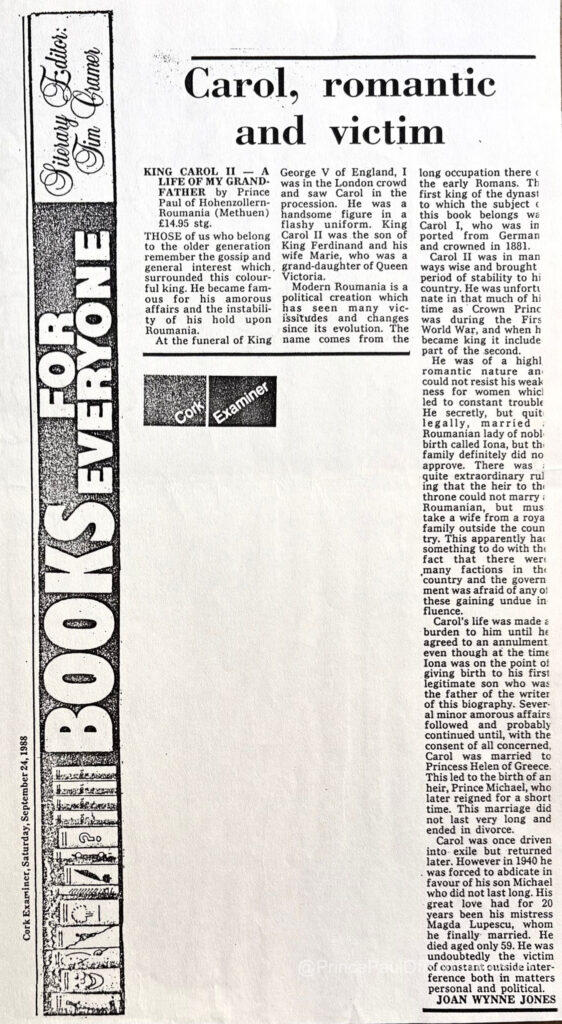 Literary Editor:
Tim Cramer
BOOKS FOR EVERYONE
Cork Examiner, Saturday, September 24, 1988
Carol, romantic
and victim
KING CAROL II — A
LIFE OF MY GRAND-
FATHER by Prince
Paul of Hohenzollern-
Roumania (Methuen)
£14.95 stg.
THOSE of us who belong
to the older generation
remember the gossip and
general interest which
surrounded this colour-
ful king. He became fam-
ous for his amorous
affairs and the instabil-
ity of his hold upon
Roumania.
At the funeral of King
George V of England, I
was in the London crowd
and saw Carol in the
procession. He was a
handsome figure in a
flashy uniform. King
Carol II was the son of
King Ferdinand and his
wife Marie, who was a
grand-daughter of Queen
Victoria.
Modern Roumania is a
political creation which
has seen many vic-
issitudes and changes
since its evolution. The
name comes from the
long occupation there
the early Romans.
first king of the dynast
to which the subject
this book belongs
Carol I, who was im
ported from German
and crowned in 1881.
Carol II was in man
ways wise and brought
period of stability to hi
country. He was unfortu
nate in that much of hi
time as Crown Princ
was during the Firs
World War, and when h
became king it include
part of the second.
He was of a highl
romantic nature an
could not resist his weak
ness for women whic
led to constant trouble
He secretly, but quit
legally, married
Roumanian lady of nobl
birth called Iona, but th
family definitely did no
approve. There was
quite extraordinary rul
ing that the heir to th
throne could not marry
Roumanian, but mus
take a wife from a roya
family outside the coun
try. This apparently had
something to do with the
fact that there were
many factions in the
country and the govern
ment was afraid of any of
these gaining undue in
fluence.
Carol's life was made a
burden to him until he
agreed to an annulment
even though at the time
Iona was on the point of
giving birth to his first
legitimate son who was
the father of the writer
of this biography. Sever-
al minor amorous affairs
followed and probably
continued until, with the
consent of all concerned,
Carol was married to
Princess Helen of Greece.
This led to the birth of an
heir, Prince Michael, who
later reigned for a short
time. This marriage did
not last very long and
ended in divorce.
Carol was once driven
into exile but returned
later. However in 1940 he
was forced to abdicate in
favour of his son Michael
who did not last long. His
great love had for 20
years been his mistress
Magda Lupescu, whom
he finally married. He
died aged only 59. He was
undoubtedly the victim
of constant outside inter-
ference both in matters
personal and political.
JOAN WYNNE JONES
Cork Examiner